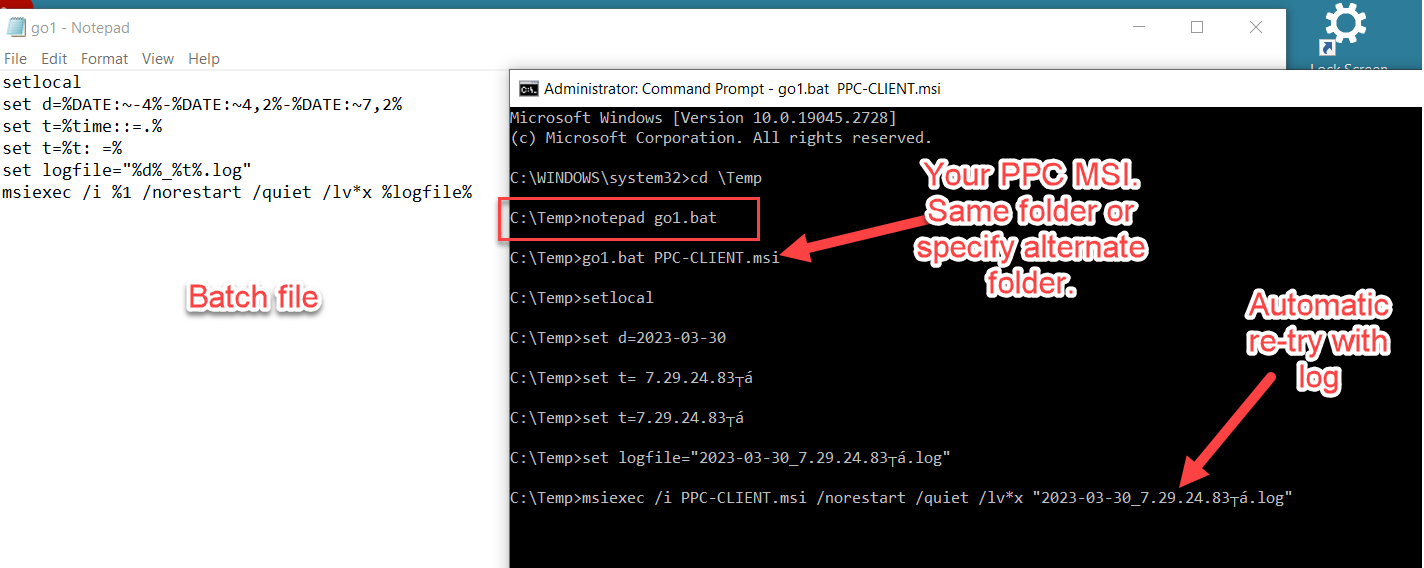 go1 - Notepad
File Edit Format View Help
setlocal
set d=%DATE:~-4%-%DATE:~4,2%-%DATE:~7,2%
set t=%time::=.%
set t=%t: =%
set logfile="%d%_%t%.log"
msiexec /i %1 /norestart /quiet /lv*x %logfile%
Batch file
Lock Screen
Administrator: Command Prompt - go1.bat PPC-CLIENT.msi
Microsoft Windows [Version 10.0.19045.2728]
(c) Microsoft Corporation. All rights reserved.
C:\WINDOWS\system32>cd \Temp
C:\Temp>notepad go1.bat
C:\Temp>go1.bat PPC-CLIENT.msi
C:\Temp>setlocal
C:\Temp>set d=2023-03-30
C:\Temp>set t= 7.29.24.83┬á
C:\Temp>set t=7.29.24.83┬á
C:\Temp>set logfile="2023-03-30_7.29.24.83┬á.log"
C:\Temp>msiexec /i PPC-CLIENT.msi /norestart /quiet /lv*x "2023-03-30_7.29.24.83┬á.log"
Your PPC MSI.
Same folder or
specify alternate
folder.
Automatic
re-try with
log